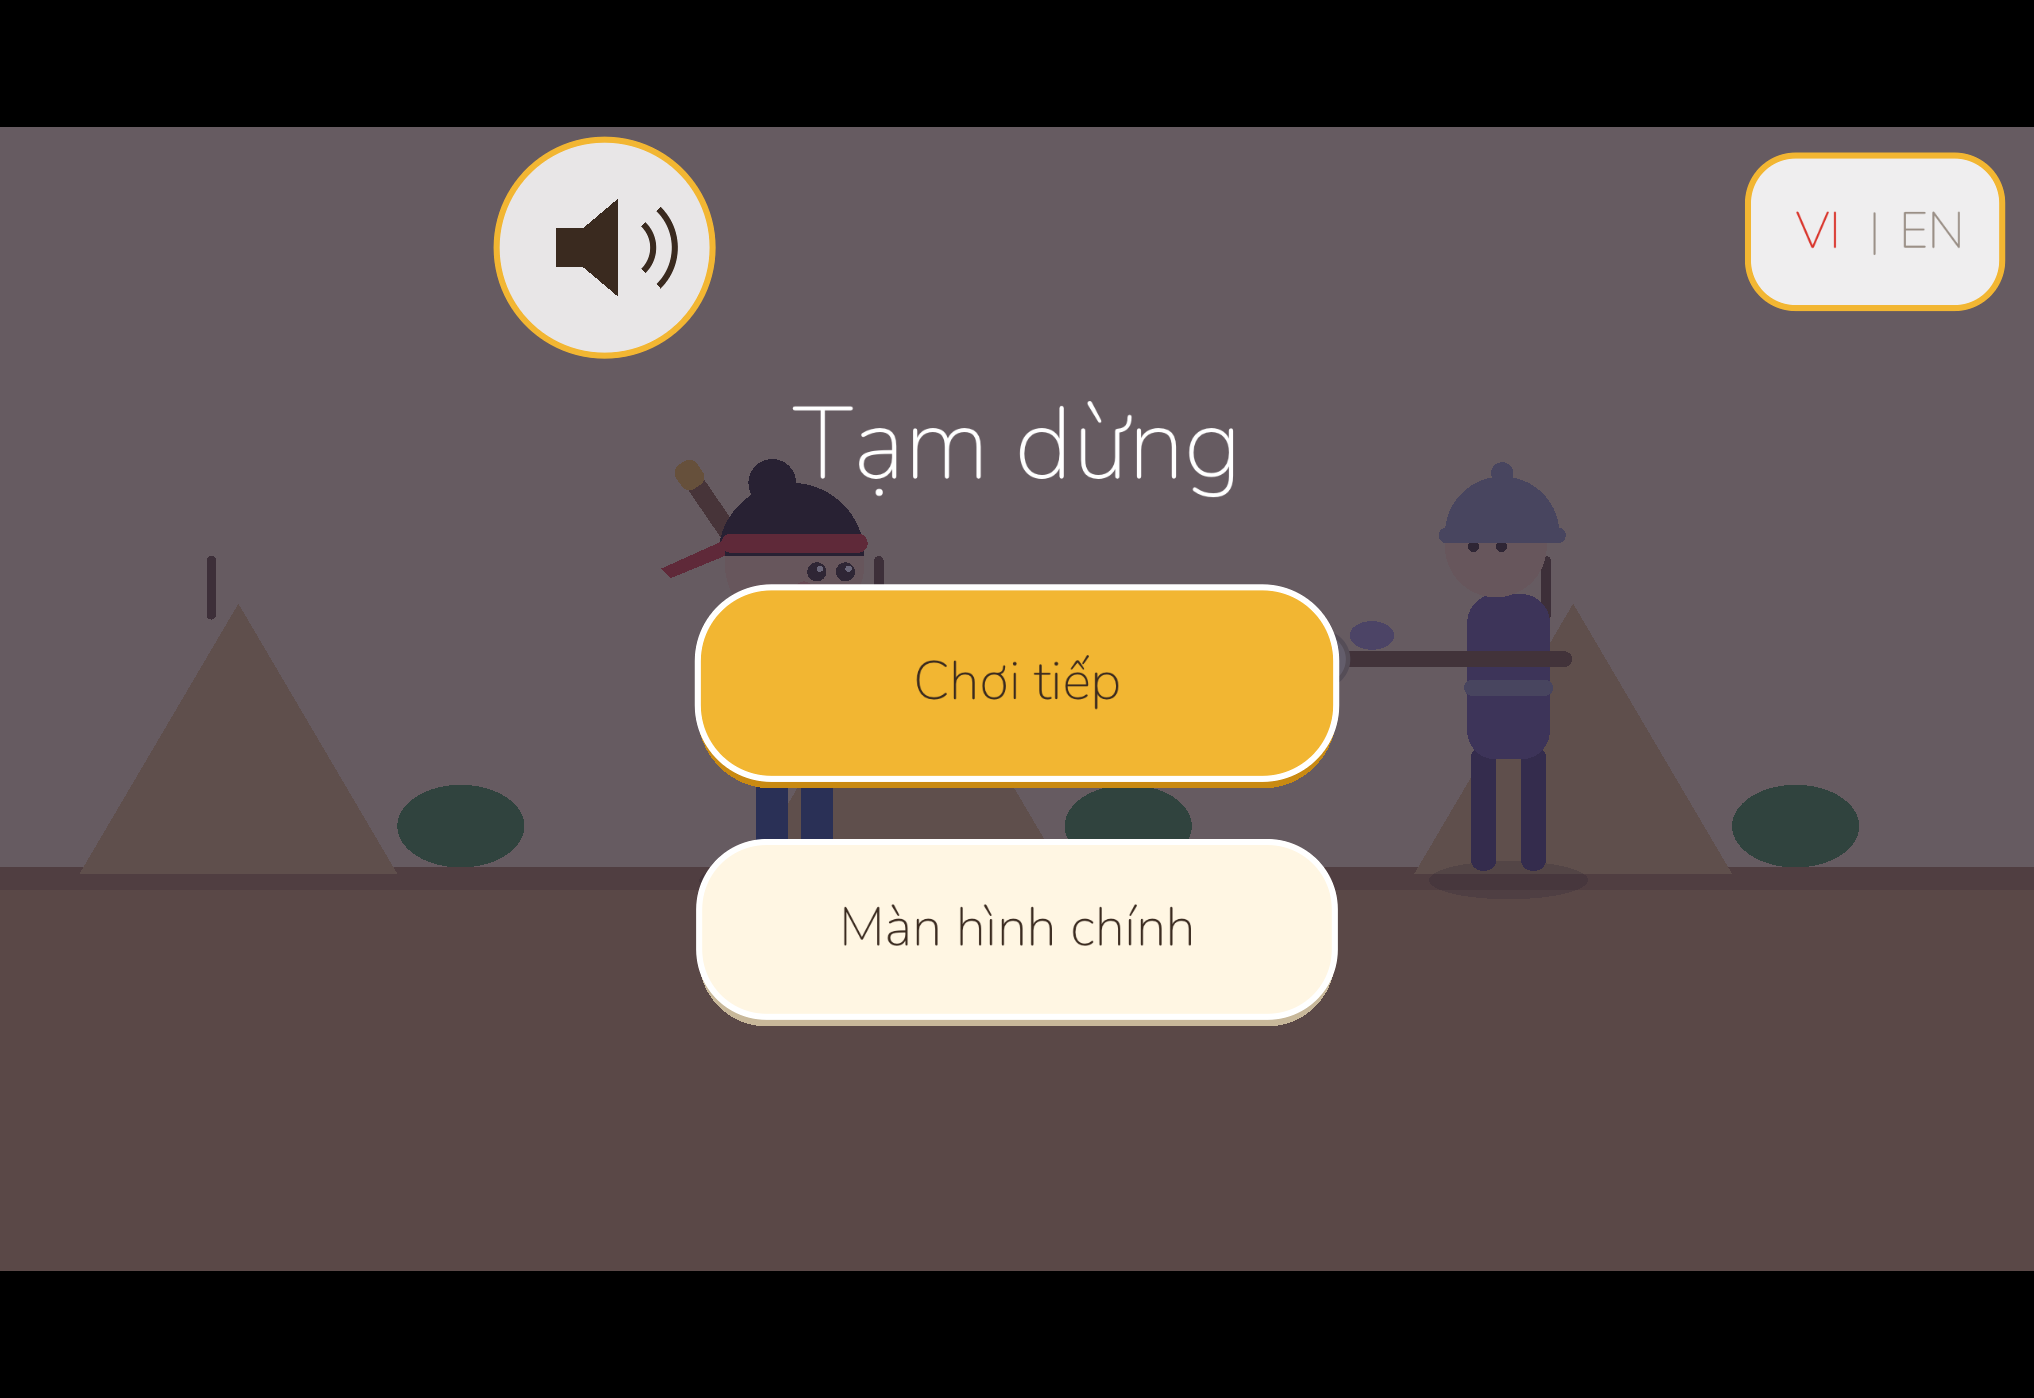 VI | EN
Tạm dừng
Chơi tiếp
Màn hình chính